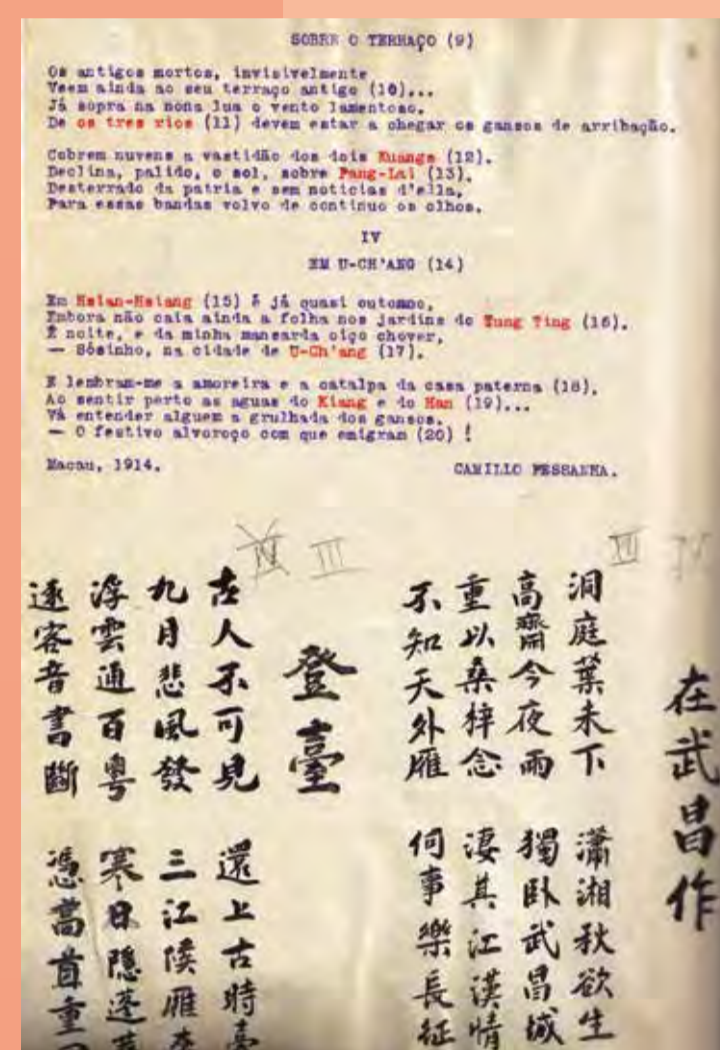 SOBRE O TERRAÇO (9)
Os antigos mortos, invisivelmente
Veem ainda ao seu terraço antigo (10)...
Já sopra na nona lua o vento lamentoso.
De os tres rios (11) devem estar a chegar os gansos de arribação.
Cobrem nuvens a vastidão dos dois Kuangs (12).
Declina, palido, o sol, sobre Pang-Lai (13).
Desterrado da patria e sem noticias d'ella,
Para essas bandas volvo de continuo os olhos.
IV
EM U-CH'ANG (14)
Em Hsian-Hsiang (15) é já quasi outomno,
Embora não caia ainda a folha nos jardins do Tung Ting (16).
É noite, e da minha mansarda oiço chover,
— Sósinho, na cidade de U-Ch'ang (17).
E lembram-me a amoreira e a catalpa da casa paterna (18),
Ao sentir perto as aguas do Kiang e do Han (19)...
Vá entender alguem a grulhada dos gansos,
— O festivo alvoroço com que emigram (20) !
Macau, 1914.
CAMILLO PESSANHA.
III
IV
在武昌作
洞庭葉未下 瀟湘秋欲生
高齋今夜雨 獨臥武昌城
重以桑梓念 淒其江漢情
不知天外雁 何事樂長征
III
登臺
古人不可見 還上古時臺
九月悲風發 三江候雁
浮雲通百粵 寒日隱蓬
逐客音書斷 憑高首重